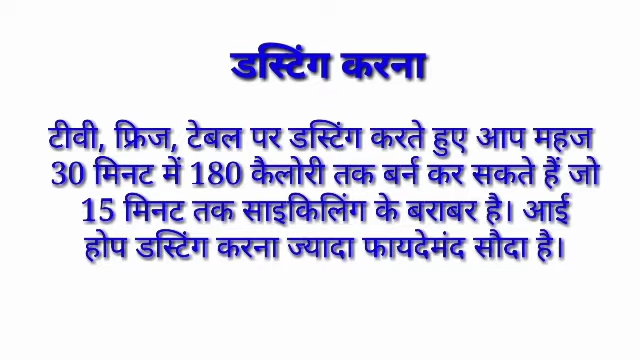 डस्टिंग करना
टीवी, फ्रिज, टेबल पर डस्टिंग करते हुए आप महज
30 मिनट में 180 कैलोरी तक बर्न कर सकते हैं जो
15 मिनट तक साइकिलिंग के बराबर है। आई
होप डस्टिंग करना ज्यादा फायदेमंद सौदा है।